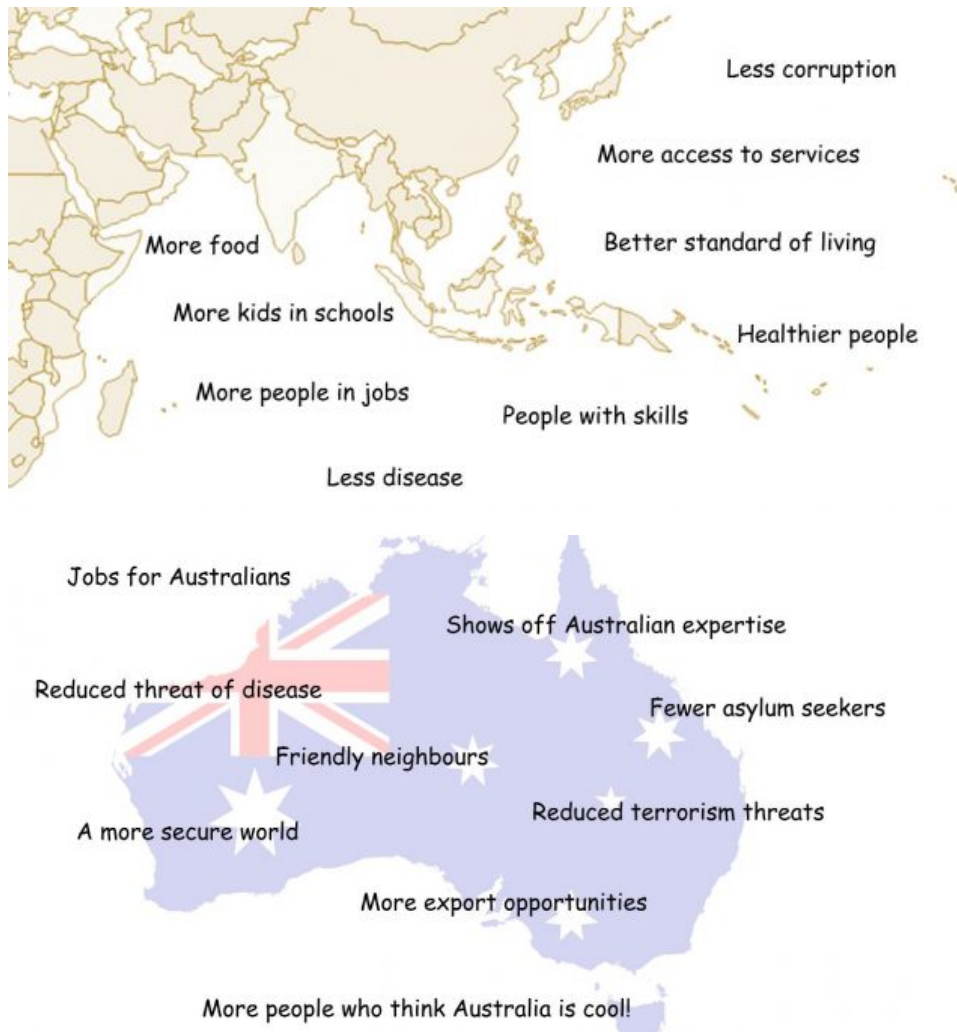 Less corruption
More access to services
Better standard of living
More food
More kids in schools
Healthier people
More people in jobs
People with skills
Less disease
Jobs for Australians
Shows off Australian expertise
Reduced threat of disease
Fewer asylum seekers
Friendly neighbours
Reduced terrorism threats
A more secure world
More export opportunities
More people who think Australia is cool!